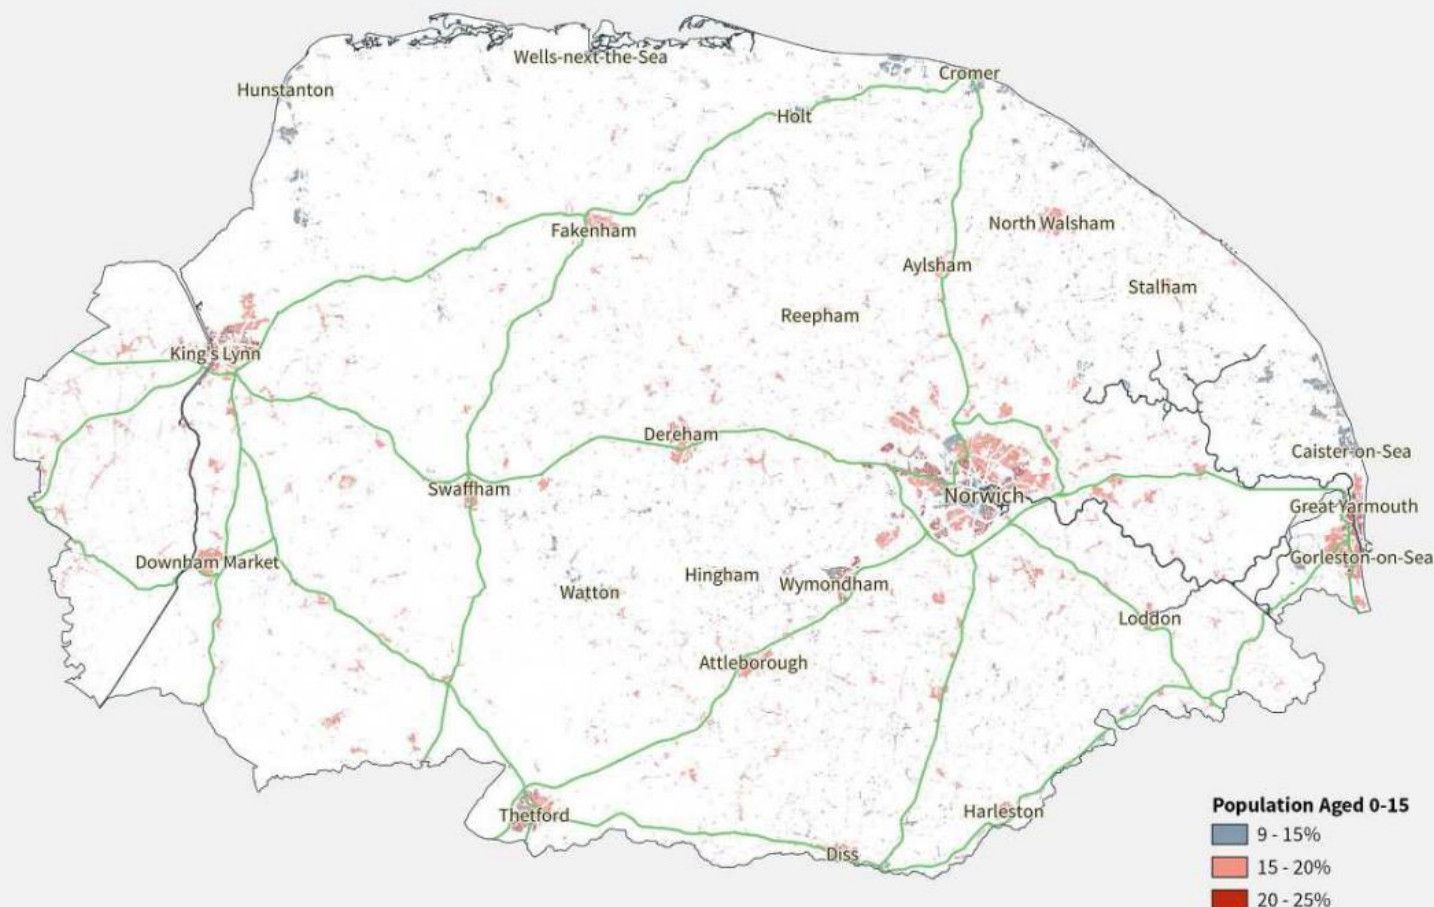 Wells-next-the-Sea
Cromer
Hunstanton
Holt
North Walsham
Fakenham
Aylsham
Stalham
Reepham
King's Lynn
Dereham
Caister-on-Sea
Swaffham
Norwich
Great Yarmouth
Gorleston-on-Sea
Downham Market
Hingham
Wymondham
Watton
Loddon
Attleborough
Harleston
Thetford
Diss
Population Aged 0-15
9 - 15%
15 - 20%
20 - 25%